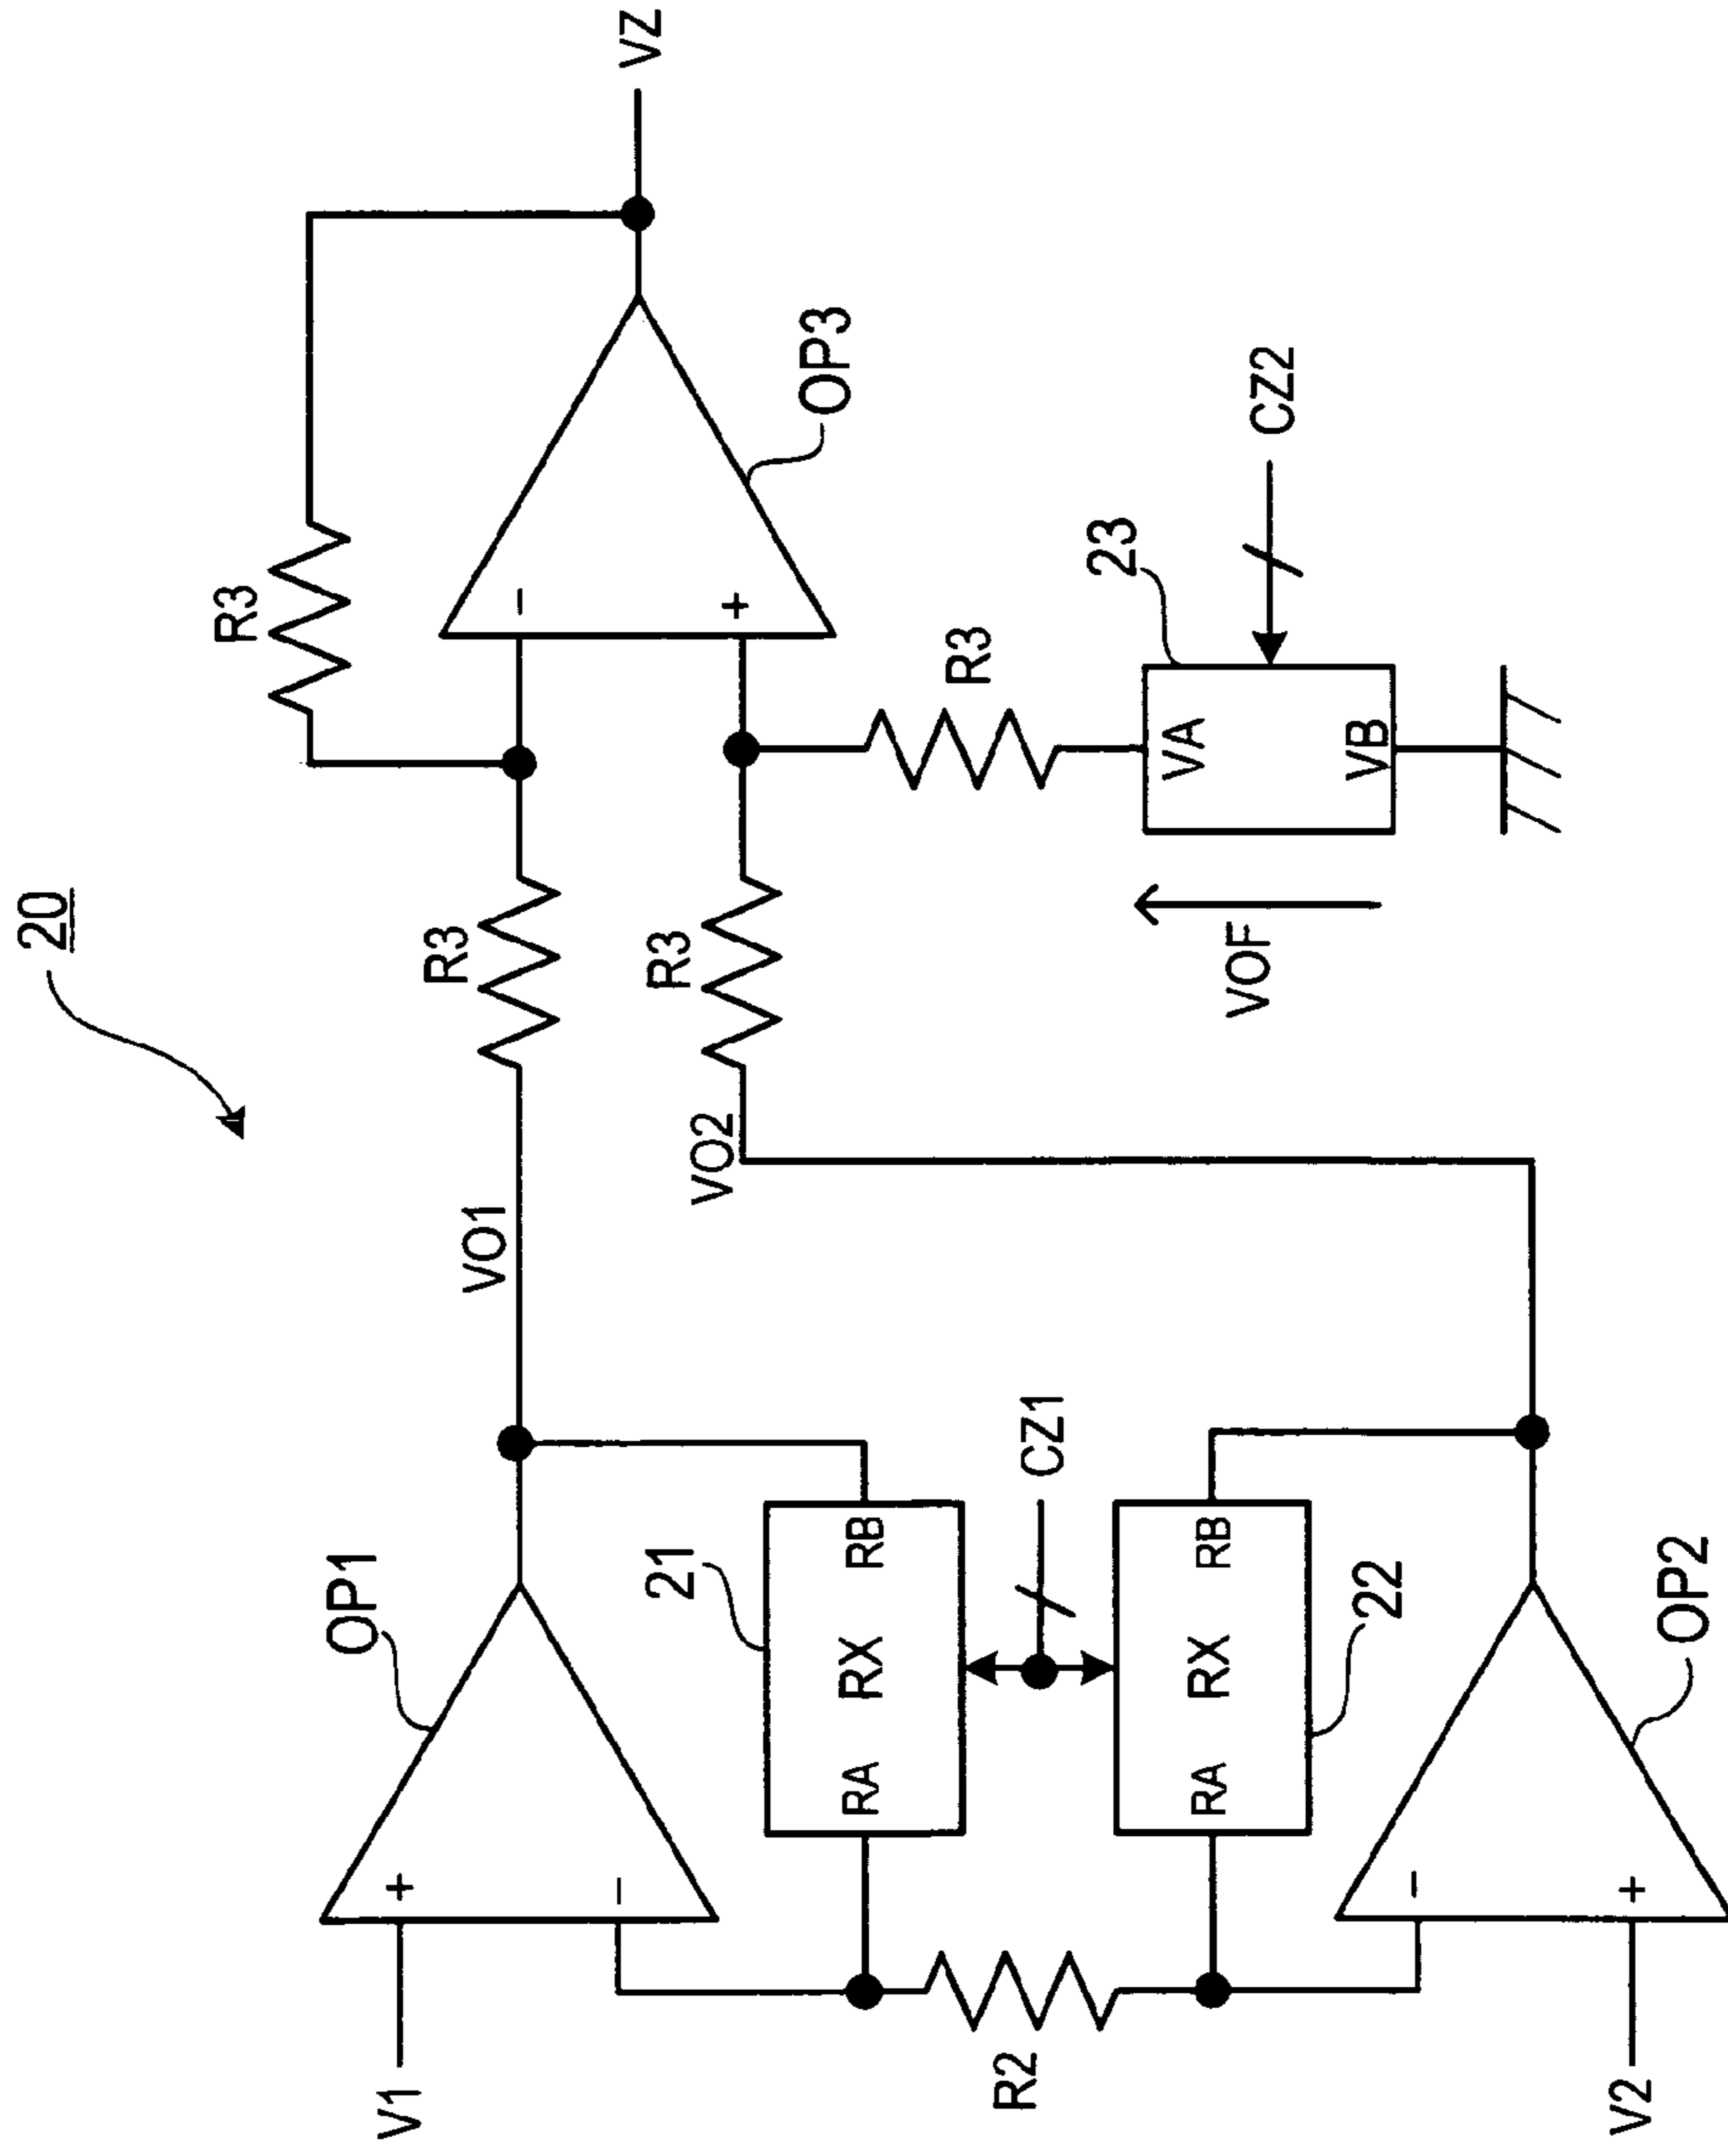 20
R3
VZ
R3
OP3
VO1
R3
VO2
R3
23
CZ2
VA
VB
VOF
OP1
V1
+
−
21
RA RX RB
CZ1
R2
22
RA RX RB
OP2
V2
−
+
−
+